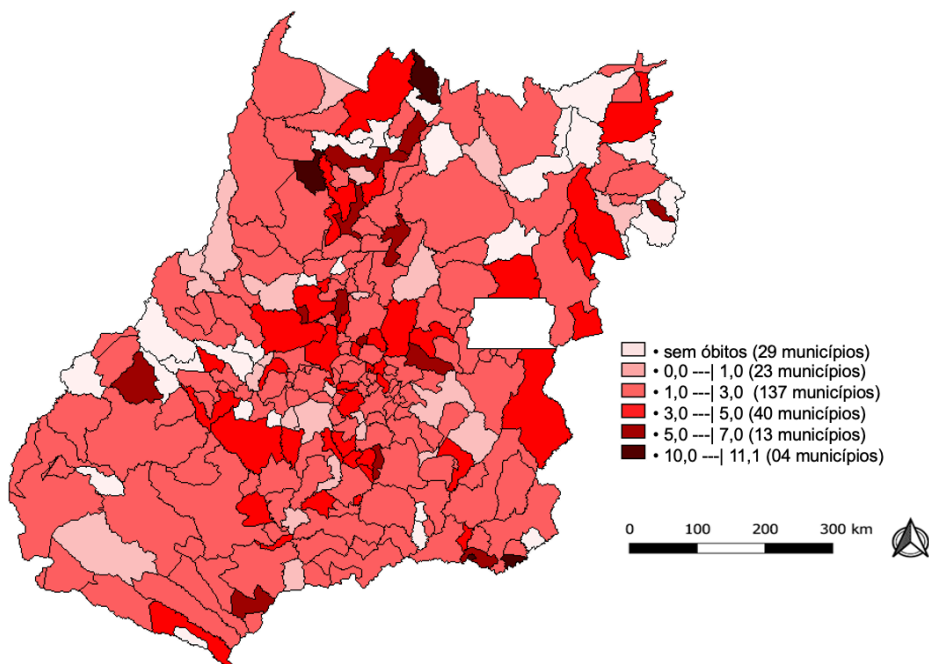 • sem óbitos (29 municípios)
• 0,0 ---| 1,0 (23 municípios)
• 1,0 ---| 3,0 (137 municípios)
• 3,0 ---| 5,0 (40 municípios)
• 5,0 ---| 7,0 (13 municípios)
• 10,0 ---| 11,1 (04 municípios)
0 100 200 300 km